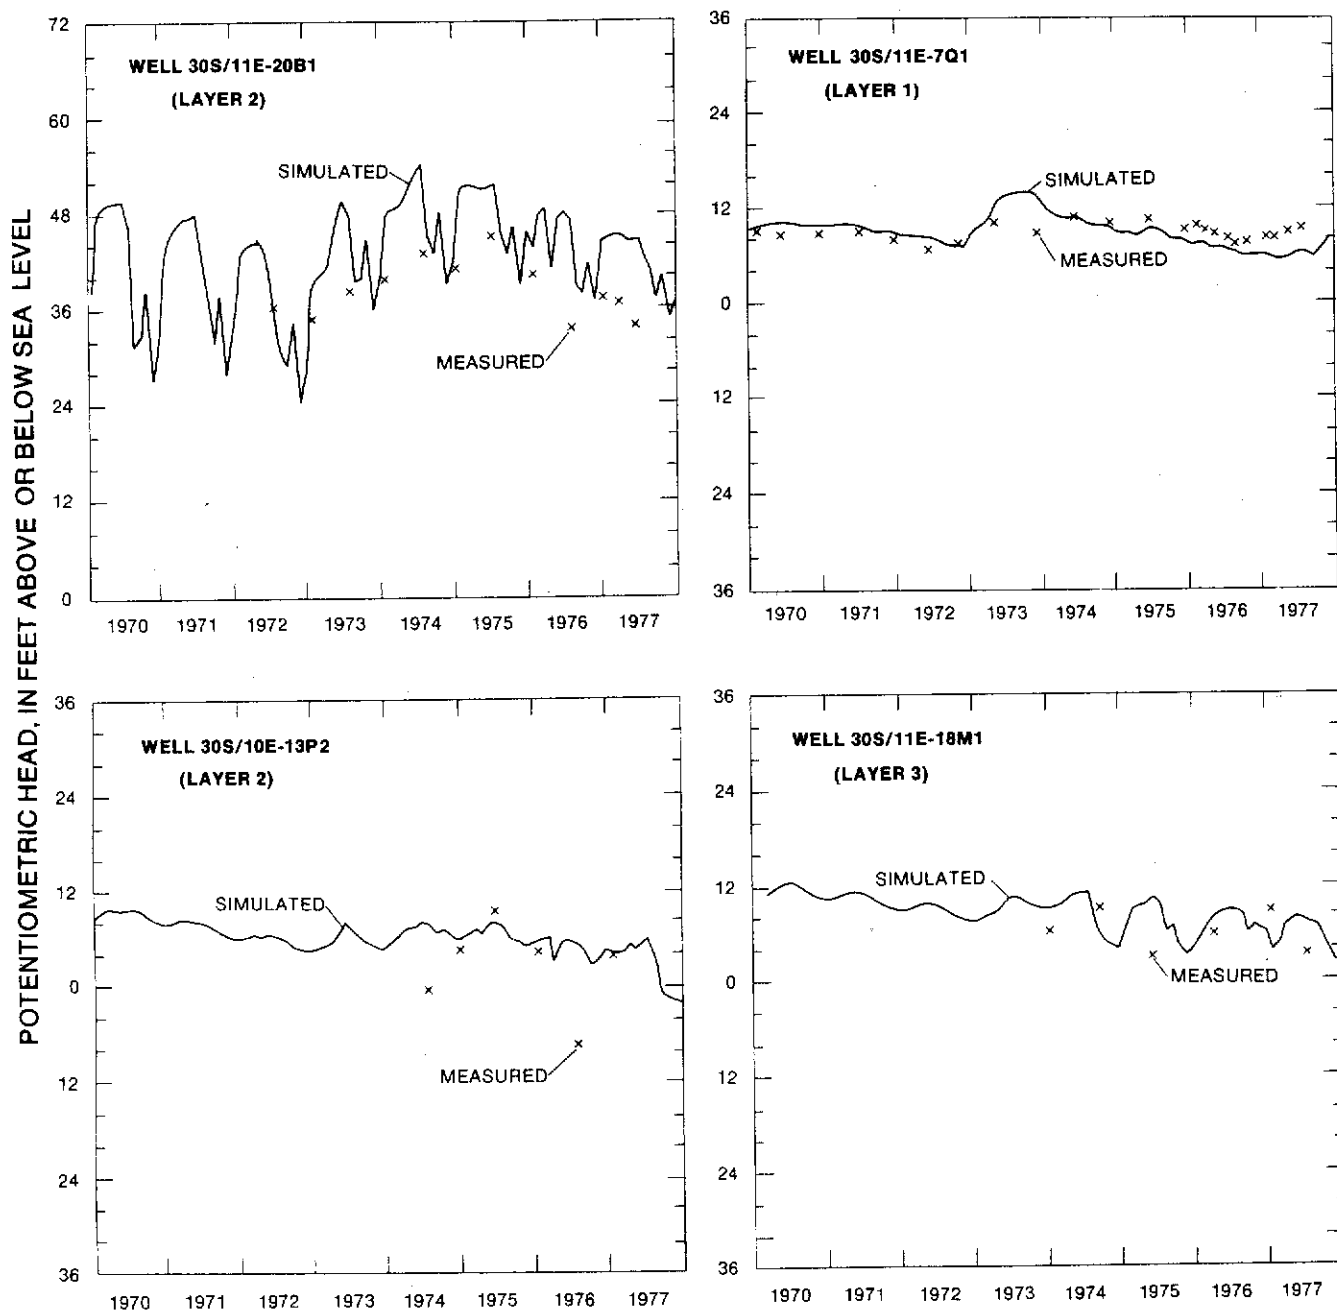 POTENTIOMETRIC HEAD, IN FEET ABOVE OR BELOW SEA LEVEL
72
60
48
36
24
12
0
WELL 30S/11E-20B1
(LAYER 2)
SIMULATED
MEASURED
1970 1971 1972 1973 1974 1975 1976 1977
36
24
12
0
12
24
36
WELL 30S/11E-7Q1
(LAYER 1)
SIMULATED
MEASURED
1970 1971 1972 1973 1974 1975 1976 1977
36
24
12
0
12
24
36
WELL 30S/10E-13P2
(LAYER 2)
SIMULATED
MEASURED
1970 1971 1972 1973 1974 1975 1976 1977
36
24
12
0
12
24
36
WELL 30S/11E-18M1
(LAYER 3)
SIMULATED
MEASURED
1970 1971 1972 1973 1974 1975 1976 1977